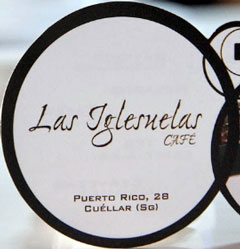 Las Iglesuelas
CAFÉ
PUERTO RICO, 28
CUÉLLAR (SG)